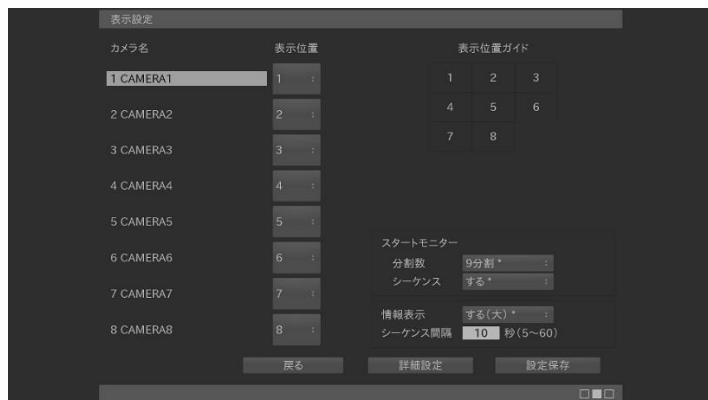 表示設定
カメラ名 表示位置 表示位置ガイド
1 CAMERA1 1
2 CAMERA2 2
3 CAMERA3 3
4 CAMERA4 4
5 CAMERA5 5
6 CAMERA6 6
7 CAMERA7 7
8 CAMERA8 8
1 2 3
4 5 6
7 8
スタートモニター
分割数 9分割 *
シーケンス する *
情報表示 する(大) *
シーケンス間隔 10 秒(5~60)
戻る 詳細設定 設定保存